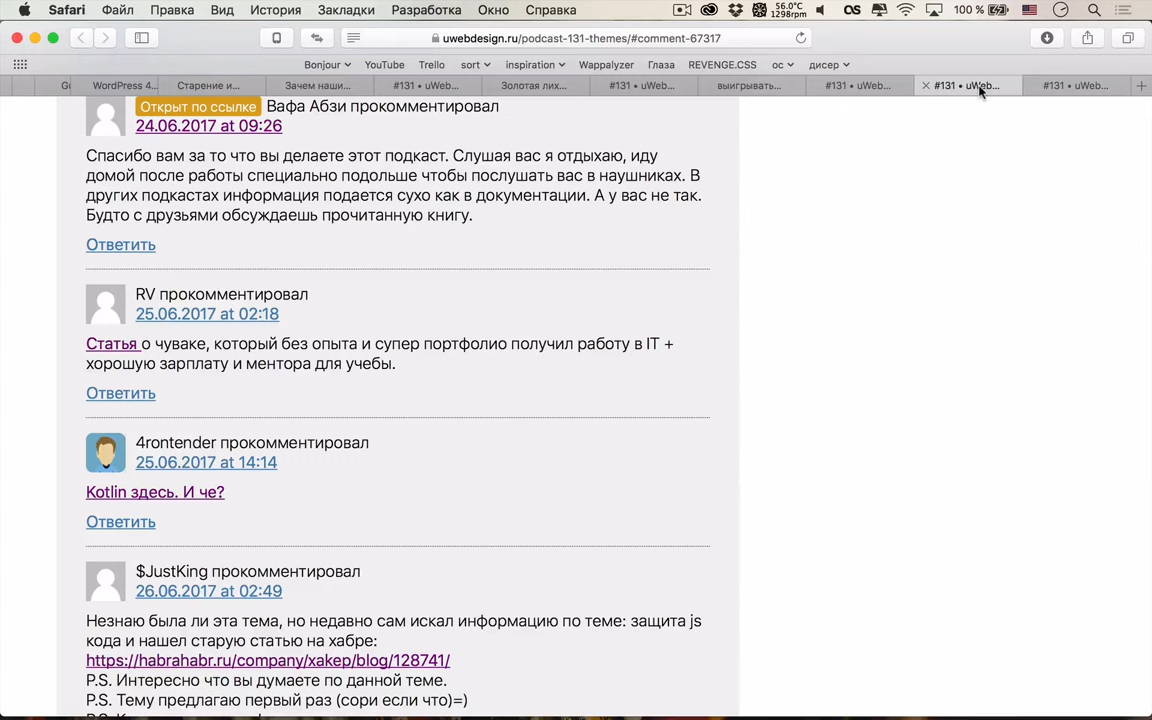 Safari Файл Правка Вид История Закладки Разработка Окно Справка 56.0°C 1298rpm 100 %
uwebdesign.ru/podcast-131-themes/#comment-67317
Bonjour YouTube Trello sort inspiration Wappalyzer Глаза REVENGE.CSS ос дисер
WordPress 4... Старение и... Зачем наши... #131 • uWeb... Золотая лих... #131 • uWeb... выигрывать... #131 • uWeb... #131 • uWeb... #131 • uWeb...
Открыт по ссылке Вафа Абзи прокомментировал
24.06.2017 at 09:26
Спасибо вам за то что вы делаете этот подкаст. Слушая вас я отдыхаю, иду
домой после работы специально подольше чтобы послушать вас в наушниках. В
других подкастах информация подается сухо как в документации. А у вас не так.
Будто с друзьями обсуждаешь прочитанную книгу.
Ответить
RV прокомментировал
25.06.2017 at 02:18
Статья о чуваке, который без опыта и супер портфолио получил работу в IT +
хорошую зарплату и ментора для учебы.
Ответить
4rontender прокомментировал
25.06.2017 at 14:14
Kotlin здесь. И че?
Ответить
$JustKing прокомментировал
26.06.2017 at 02:49
Незнаю была ли эта тема, но недавно сам искал информацию по теме: защита js
кода и нашел старую статью на хабре:
https://habrahabr.ru/company/xakep/blog/128741/
P.S. Интересно что вы думаете по данной теме.
P.S. Тему предлагаю первый раз (сори если что)=)